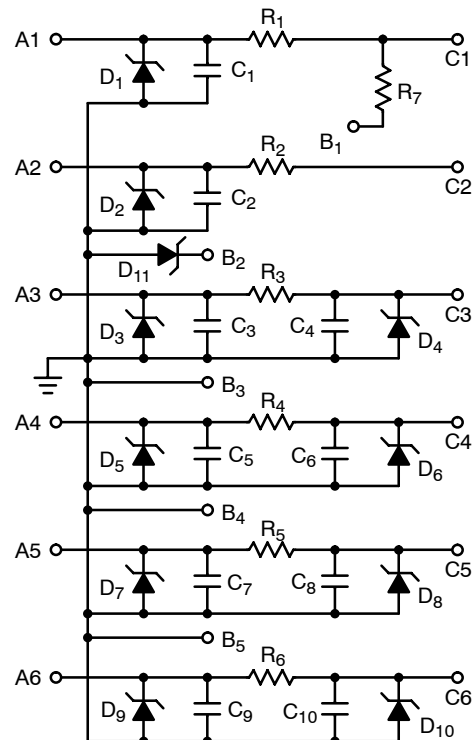 A1 R1 C1
D1 C1 R7
B1
A2 R2 C2
D2 C2
D11 B2
A3 R3 C3
D3 C3 C4 D4
B3
A4 R4 C4
D5 C5 C6 D6
B4
A5 R5 C5
D7 C7 C8 D8
B5
A6 R6 C6
D9 C9 C10 D10